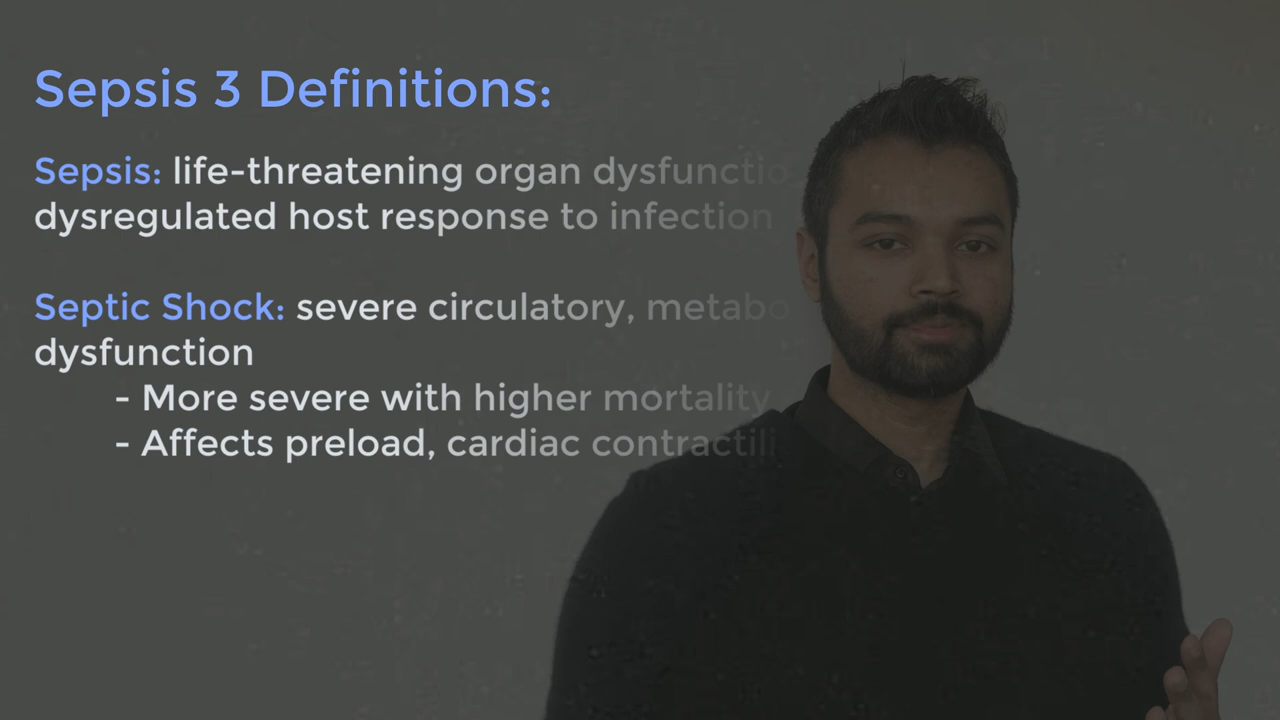 Sepsis 3 Definitions:
Sepsis: life-threatening organ dysfunctio
dysregulated host response to infection
Septic Shock: severe circulatory, metabo
dysfunction
- More severe with higher mortality
- Affects preload, cardiac contractili